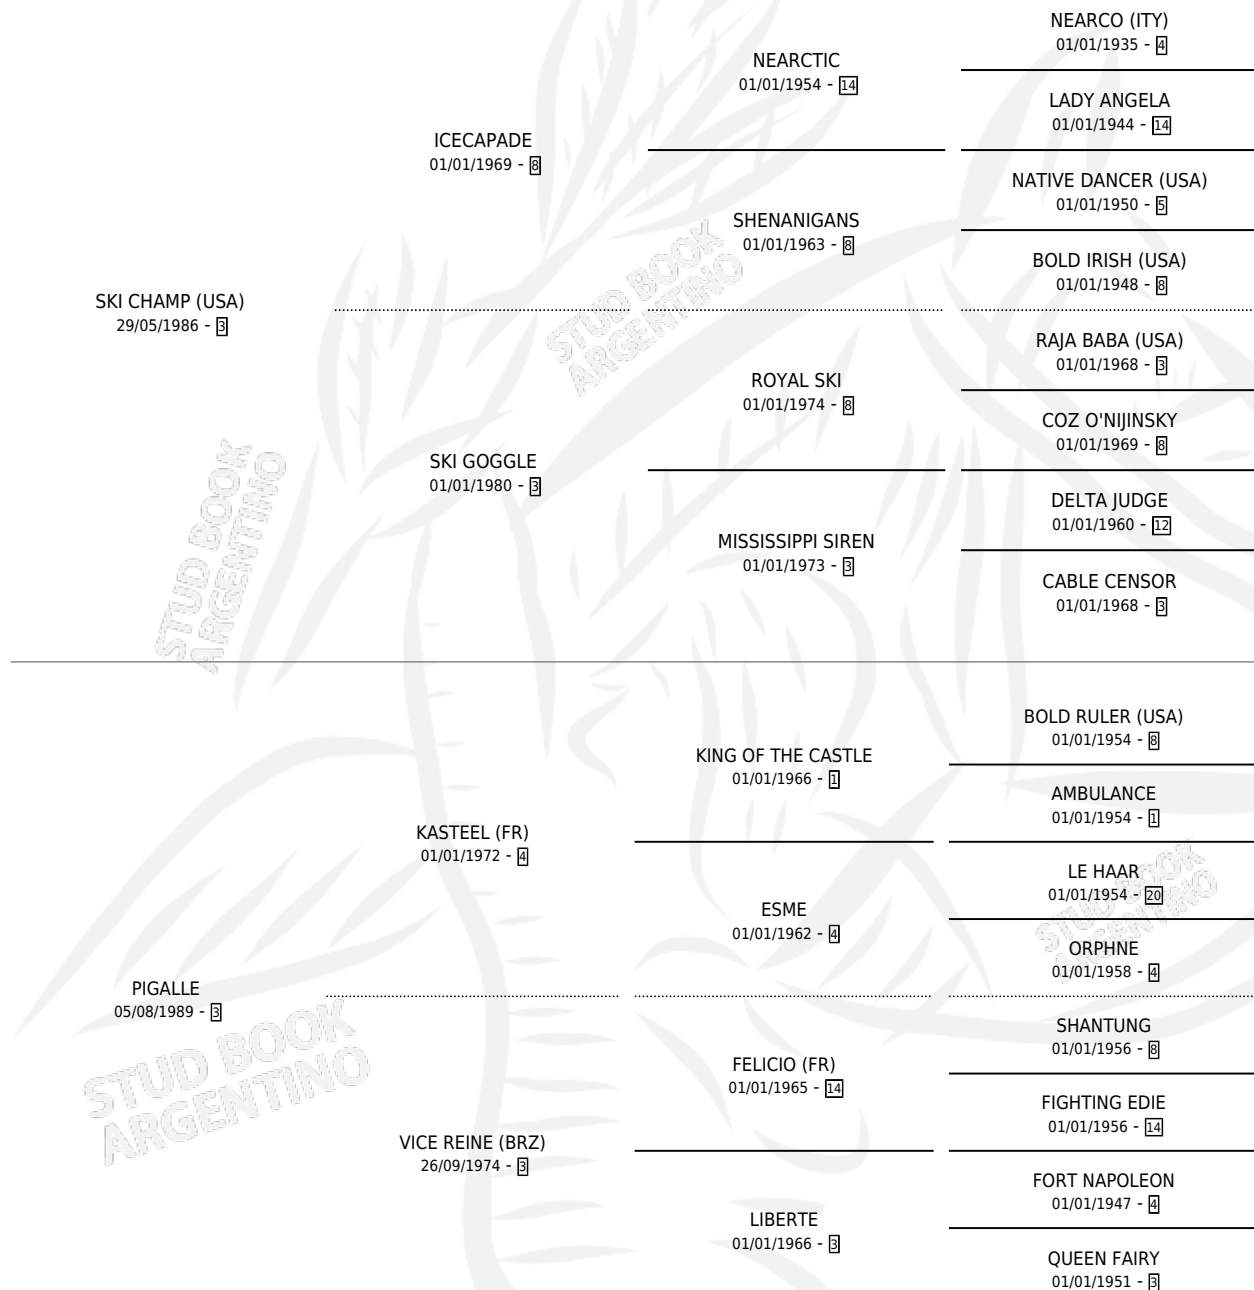 NEARCO (ITY)
01/01/1935 - 4
NEARCTIC
01/01/1954 - 14
LADY ANGELA
01/01/1944 - 14
ICECAPADE
01/01/1969 - 8
NATIVE DANCER (USA)
01/01/1950 - 5
SHENANIGANS
01/01/1963 - 8
BOLD IRISH (USA)
01/01/1948 - 8
SKI CHAMP (USA)
29/05/1986 - 3
STUD BOOK
ARGENTINO
RAJA BABA (USA)
01/01/1968 - 3
ROYAL SKI
01/01/1974 - 8
COZ O'NIJINSKY
01/01/1969 - 8
SKI GOGGLE
01/01/1980 - 3
DELTA JUDGE
01/01/1960 - 12
MISSISSIPPI SIREN
01/01/1973 - 3
CABLE CENSOR
01/01/1968 - 3
STUD BOOK
ARGENTINO
BOLD RULER (USA)
01/01/1954 - 8
KING OF THE CASTLE
01/01/1966 - 1
AMBULANCE
01/01/1954 - 1
KASTEEL (FR)
01/01/1972 - 4
LE HAAR
01/01/1954 - 20
ESME
01/01/1962 - 4
ORPHNE
01/01/1958 - 4
STUD BOOK
ARGENTINO
PIGALLE
05/08/1989 - 3
STUD BOOK
ARGENTINO
SHANTUNG
01/01/1956 - 8
FELICIO (FR)
01/01/1965 - 14
FIGHTING EDIE
01/01/1956 - 14
VICE REINE (BRZ)
26/09/1974 - 3
FORT NAPOLEON
01/01/1947 - 4
LIBERTE
01/01/1966 - 3
QUEEN FAIRY
01/01/1951 - 3